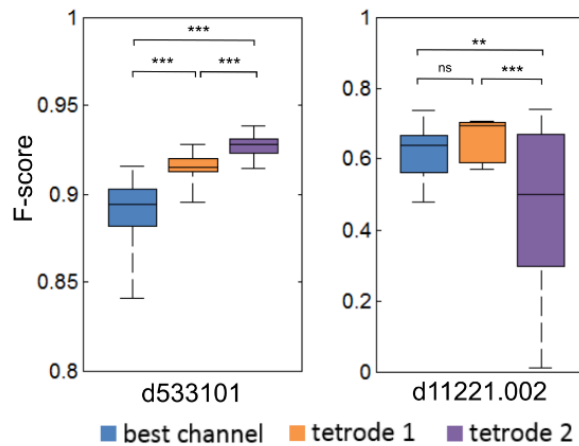 1 1
*** **
*** *** ns ***
0.95 0.8
F-score
0.9 0.6
0.4
0.85 0.2
0.8 0
d533101 d11221.002
best channel tetrode 1 tetrode 2